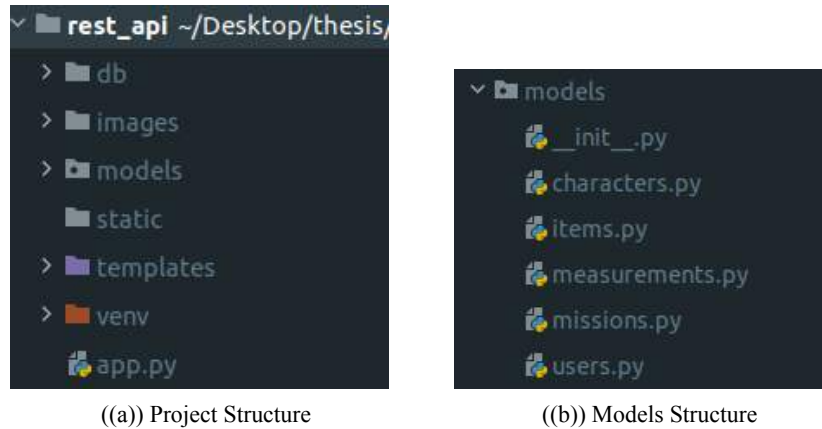 rest_api ~/Desktop/thesis/
db
images
models
static
templates
venv
app.py
((a)) Project Structure
models
__init__.py
characters.py
items.py
measurements.py
missions.py
users.py
((b)) Models Structure